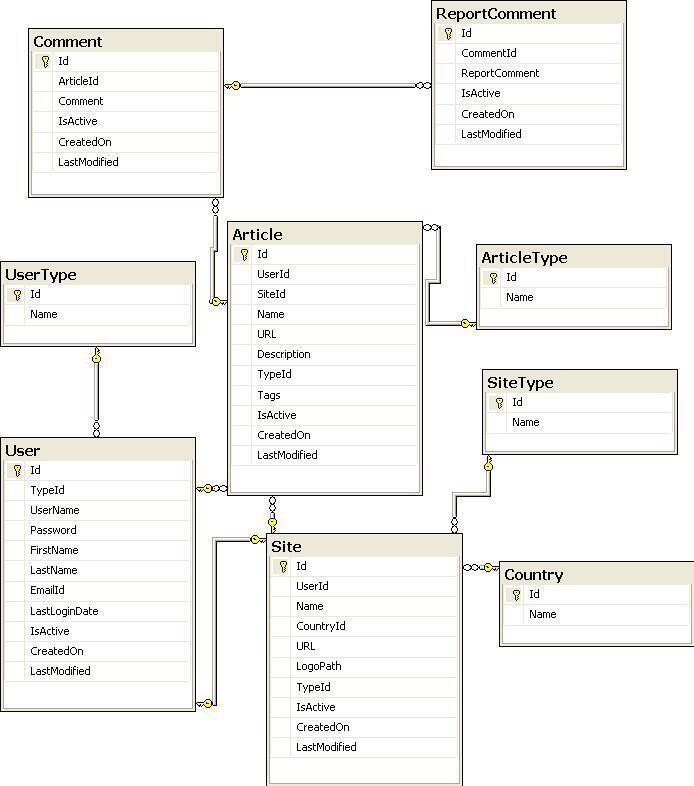 Comment
Id
ArticleId
Comment
IsActive
CreatedOn
LastModified
ReportComment
Id
CommentId
ReportComment
IsActive
CreatedOn
LastModified
Article
Id
UserId
SiteId
Name
URL
Description
TypeId
Tags
IsActive
CreatedOn
LastModified
ArticleType
Id
Name
UserType
Id
Name
SiteType
Id
Name
User
Id
TypeId
UserName
Password
FirstName
LastName
EmailId
LastLoginDate
IsActive
CreatedOn
LastModified
Site
Id
UserId
Name
CountryId
URL
LogoPath
TypeId
IsActive
CreatedOn
LastModified
Country
Id
Name